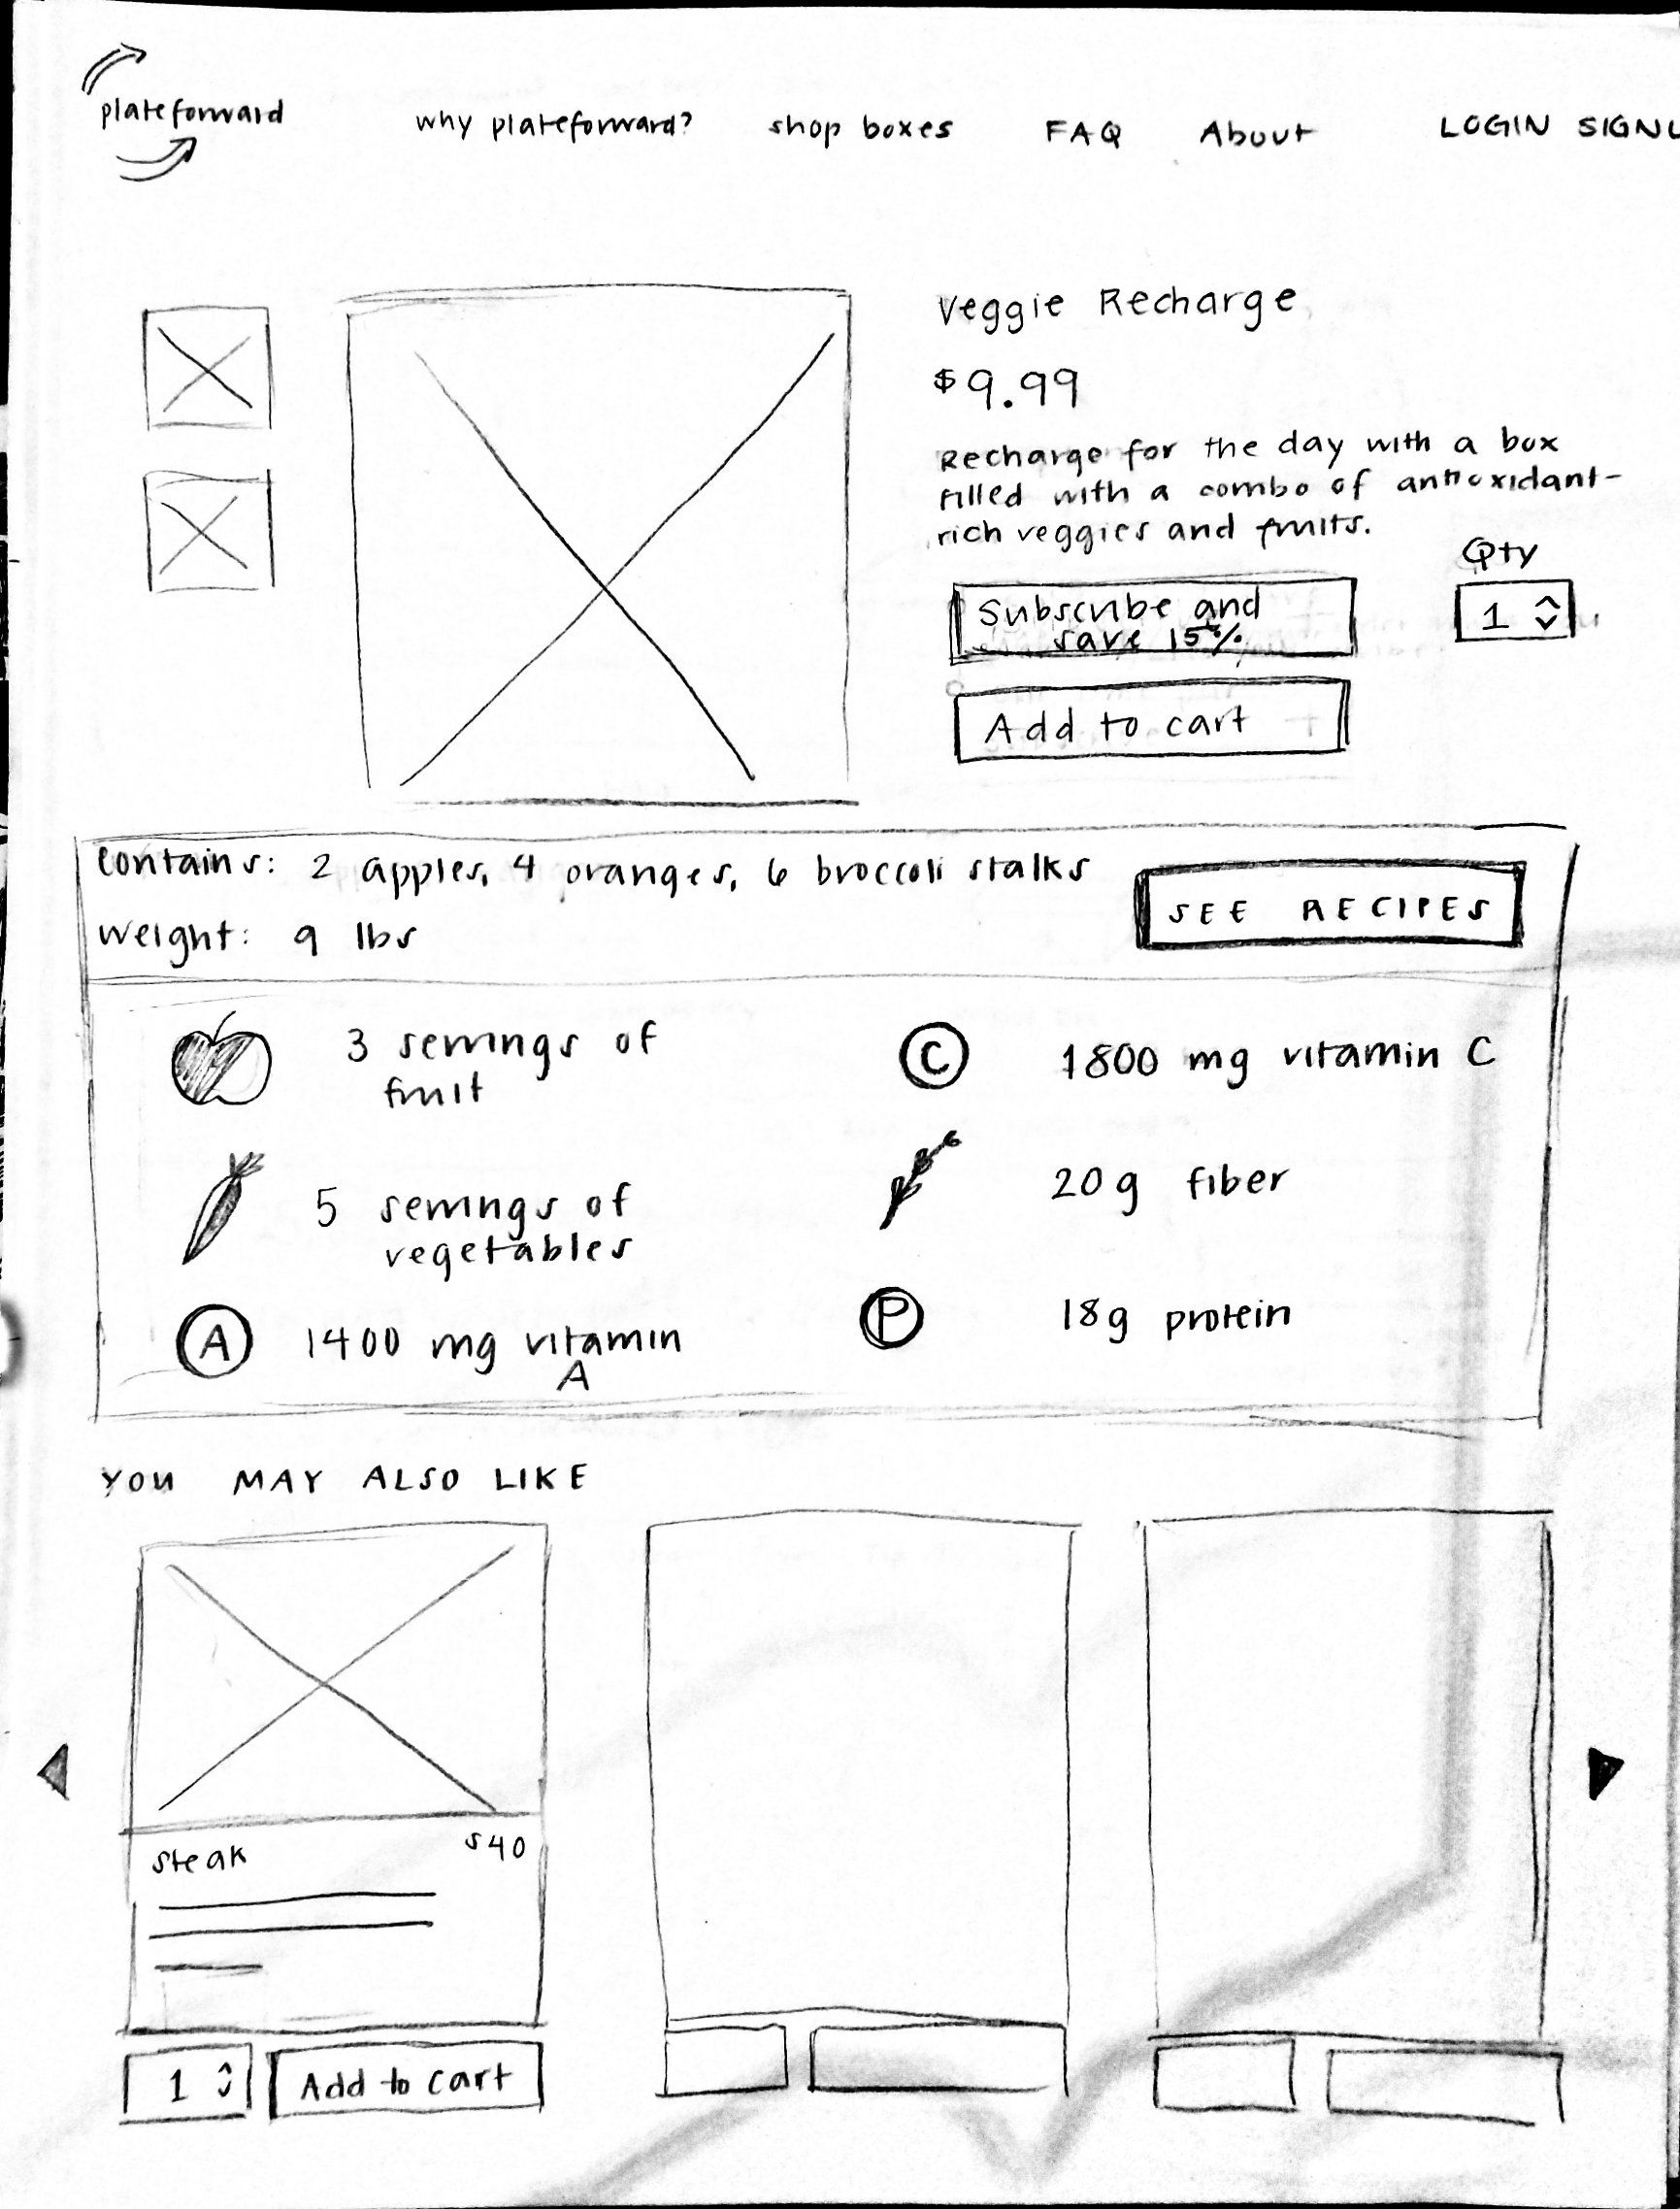 plateforward
why plateforward? shop boxes FAQ About LOGIN SIGNU
Veggie Recharge
$9.99
Recharge for the day with a box
filled with a combo of antioxidant-
rich veggies and fruits.
Qty
Subscribe and
save 15%
1
Add to cart
contains: 2 apples, 4 oranges, 6 broccoli stalks
weight: 9 lbs
SEE RECIPES
3 servings of
fruit
C 1800 mg vitamin C
5 servings of
vegetables
20g fiber
A 1400 mg vitamin
A
P 18g protein
YOU MAY ALSO LIKE
steak $40
1 Add to cart